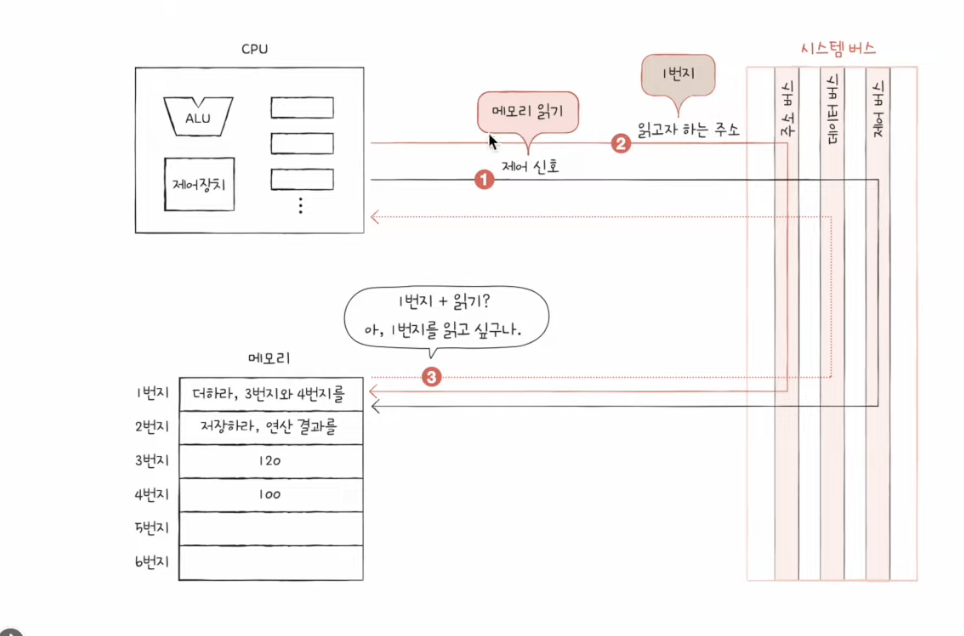 CPU
시스템 버스
ALU
제어장치
메모리 읽기
1번지
2
읽고자 하는 주소
제어 신호
1
주소 버스
데이터 버스
제어 버스
1번지 + 읽기?
아, 1번지를 읽고 싶구나.
3
메모리
1번지 더하라, 3번지와 4번지를
2번지 저장하라, 연산 결과를
3번지 120
4번지 100
5번지
6번지